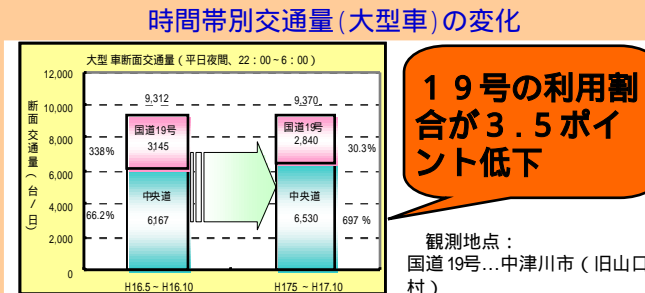 時間帯別交通量(大型車)の変化
大型 車断面交通量（平日夜間、22：00～6：00）
断面交通量（台／日）
12,000
10,000
8,000
6,000
4,000
2,000
0
9,312
国道19号
3145
338%
中央道
6,167
66.2%
H16.5～H16.10
9,370
国道19号
2,840
30.3%
中央道
6,530
697 %
H175～H17.10
１９号の利用割
合が３．５ポイ
ント低下
観測地点：
国道19号…中津川市（旧山口
村）